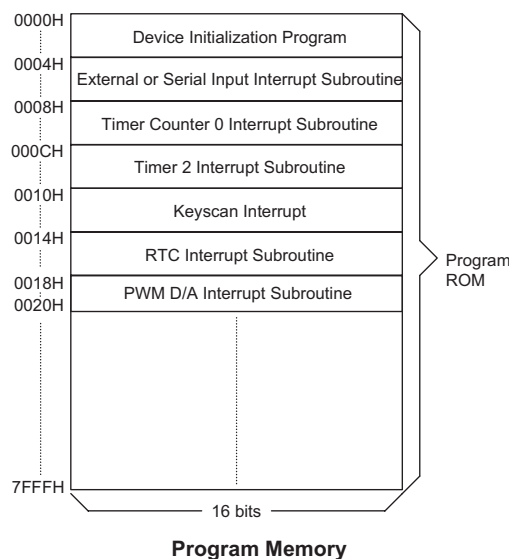 0000H
Device Initialization Program
0004H
External or Serial Input Interrupt Subroutine
0008H
Timer Counter 0 Interrupt Subroutine
000CH
Timer 2 Interrupt Subroutine
0010H
Keyscan Interrupt
0014H
RTC Interrupt Subroutine
Program
ROM
0018H
PWM D/A Interrupt Subroutine
0020H
7FFFH
16 bits
Program Memory